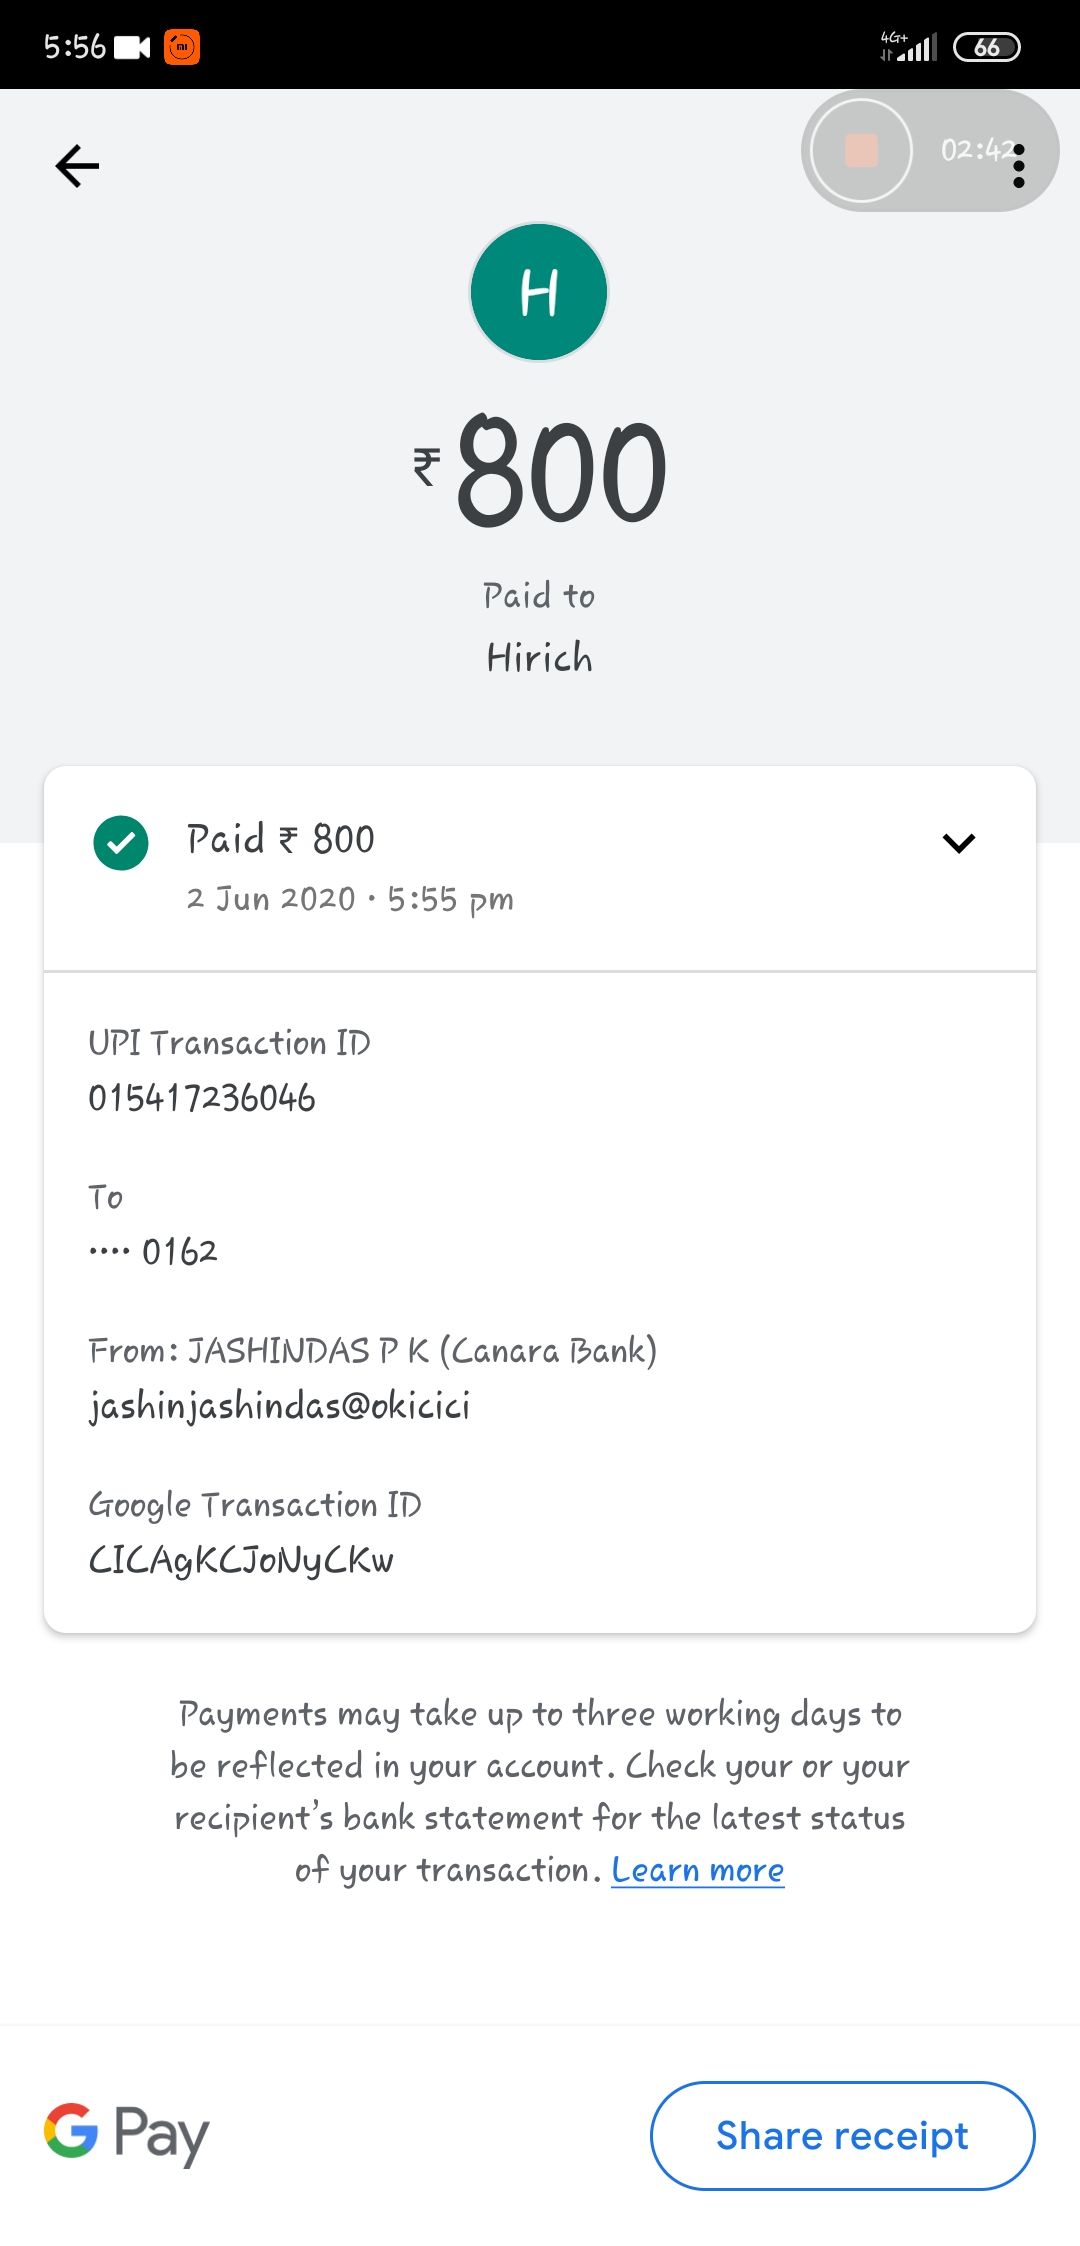 5:56
4G+
66
02:42
H
₹800
Paid to
Hirich
Paid ₹ 800
2 Jun 2020 • 5:55 pm
UPI Transaction ID
015417236046
To
•••• 0162
From: JASHINDAS P K (Canara Bank)
jashinjashindas@okicici
Google Transaction ID
CICAgKCJoNyCKw
Payments may take up to three working days to
be reflected in your account. Check your or your
recipient’s bank statement for the latest status
of your transaction. Learn more
G Pay
Share receipt